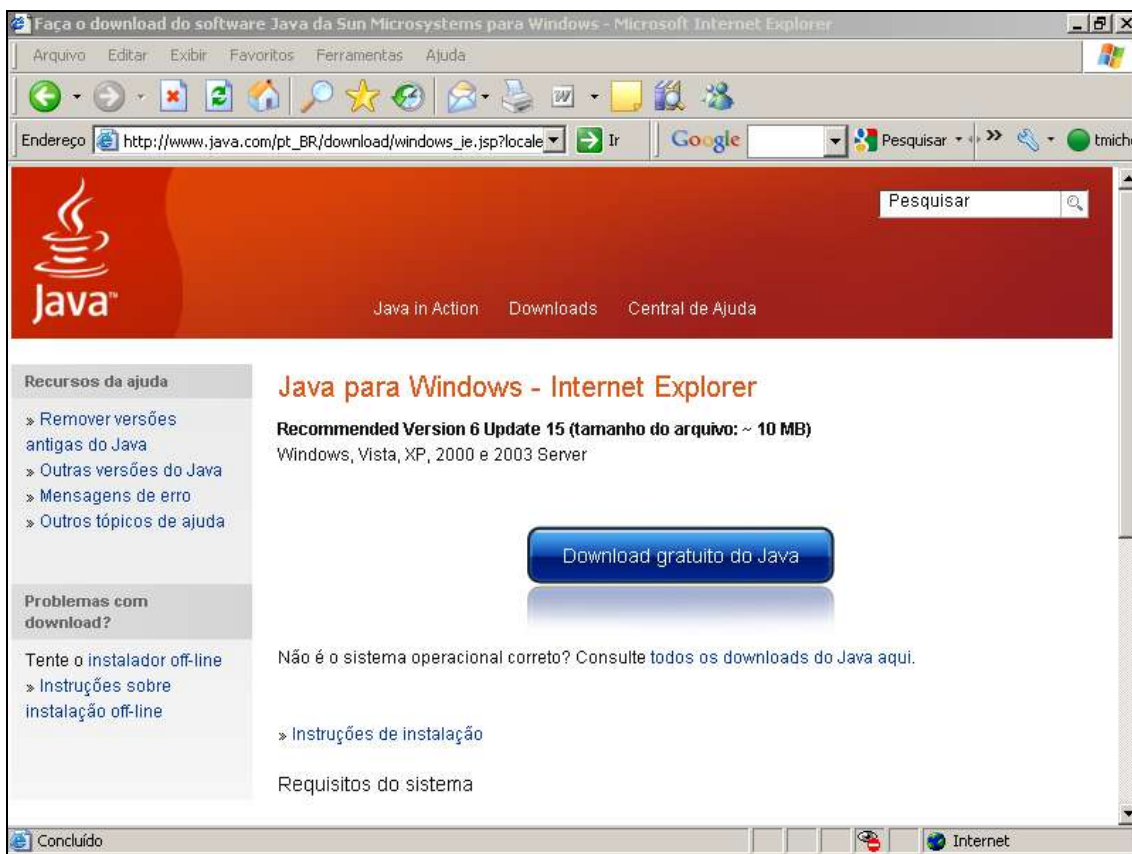 Faça o download do software Java da Sun Microsystems para Windows - Microsoft Internet Explorer
Arquivo Editar Exibir Favoritos Ferramentas Ajuda
Endereço http://www.java.com/pt_BR/download/windows_ie.jsp?locale Ir Google Pesquisar tmich
Pesquisar
Java™
Java in Action Downloads Central de Ajuda
Recursos da ajuda
» Remover versões
antigas do Java
» Outras versões do Java
» Mensagens de erro
» Outros tópicos de ajuda
Problemas com
download?
Tente o instalador off-line
» Instruções sobre
instalação off-line
Java para Windows - Internet Explorer
Recommended Version 6 Update 15 (tamanho do arquivo: ~ 10 MB)
Windows, Vista, XP, 2000 e 2003 Server
Download gratuito do Java
Não é o sistema operacional correto? Consulte todos os downloads do Java aqui.
» Instruções de instalação
Requisitos do sistema
Concluído Internet